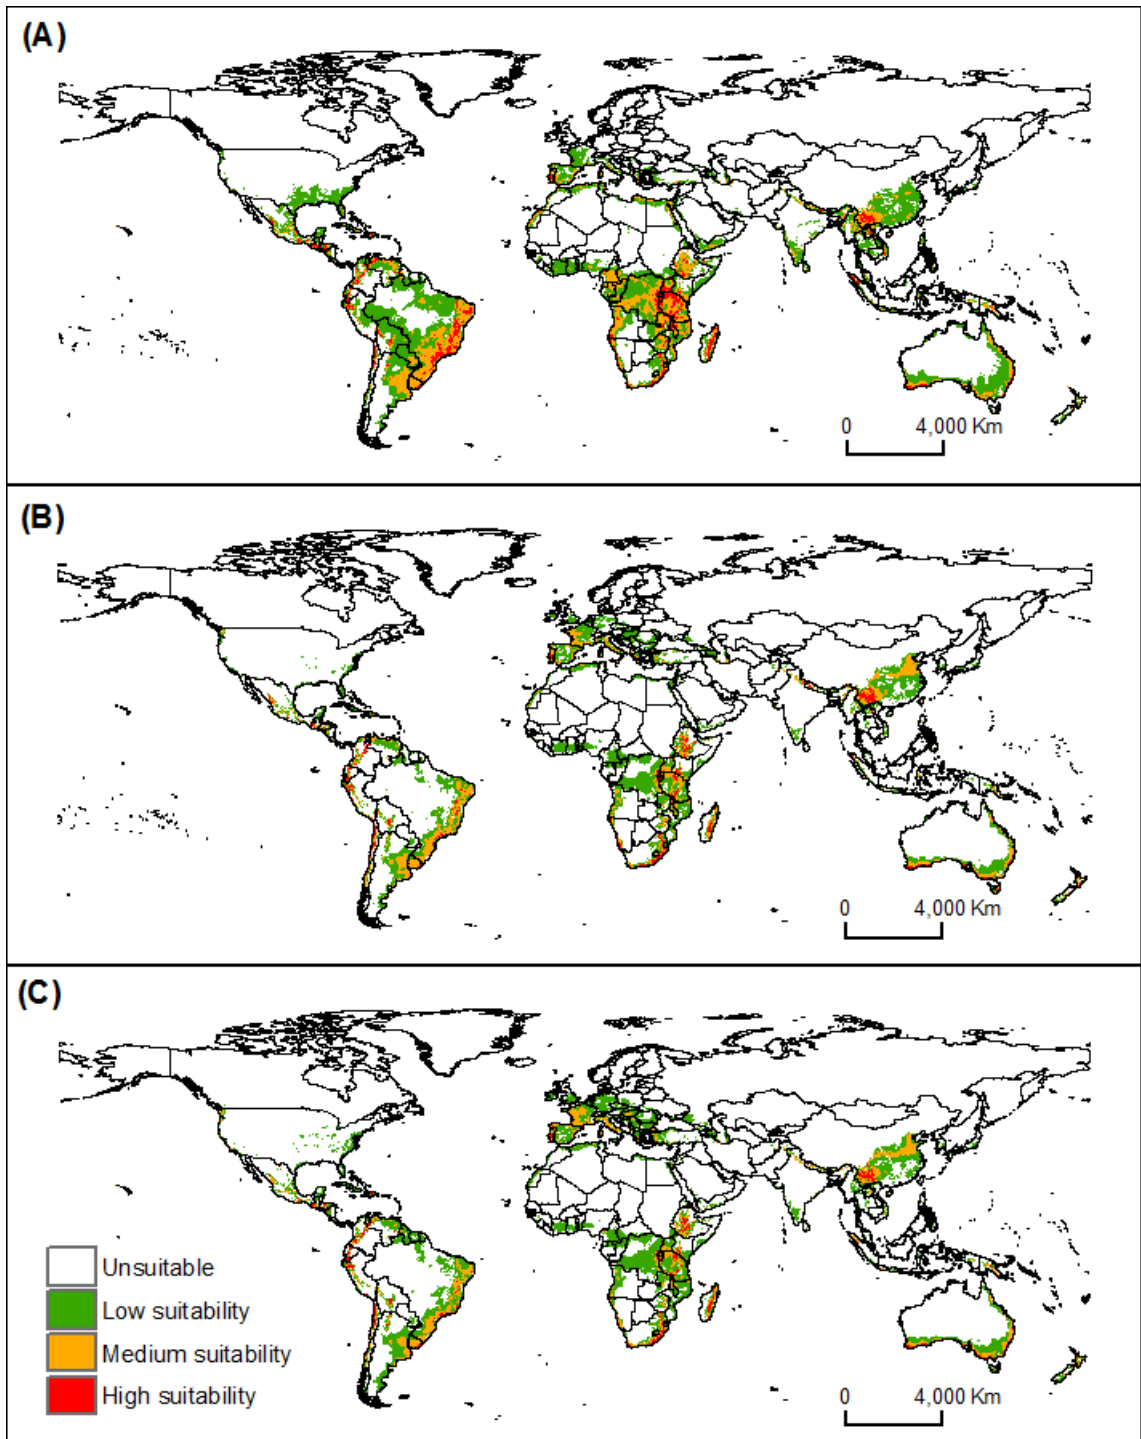 (A)
0 4,000 Km
(B)
0 4,000 Km
(C)
Unsuitable
Low suitability
Medium suitability
High suitability
0 4,000 Km